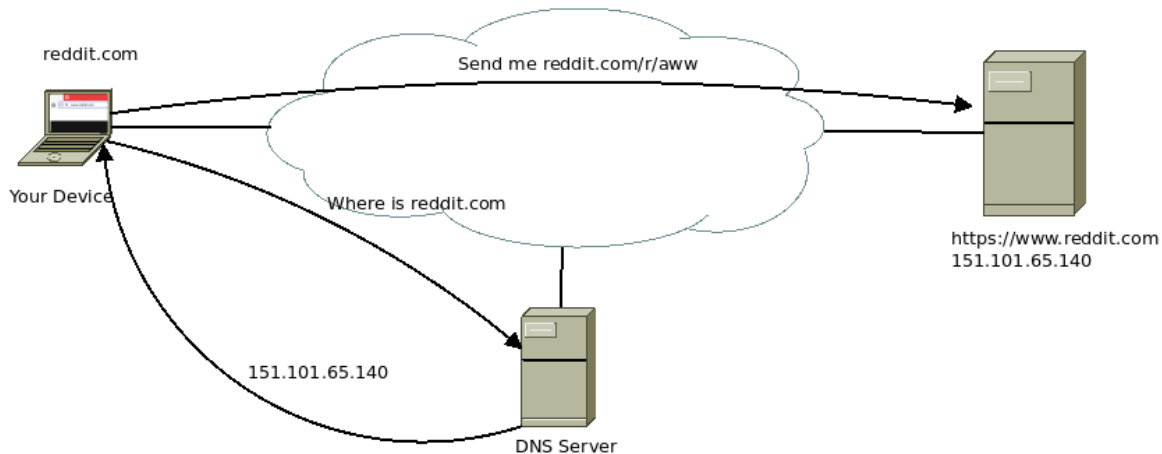 reddit.com
Send me reddit.com/r/aww
Your Device
Where is reddit.com
https://www.reddit.com
151.101.65.140
151.101.65.140
DNS Server